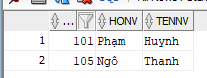 ... HONV TENNV
1 101 Phạm Huynh
2 105 Ngô Thanh